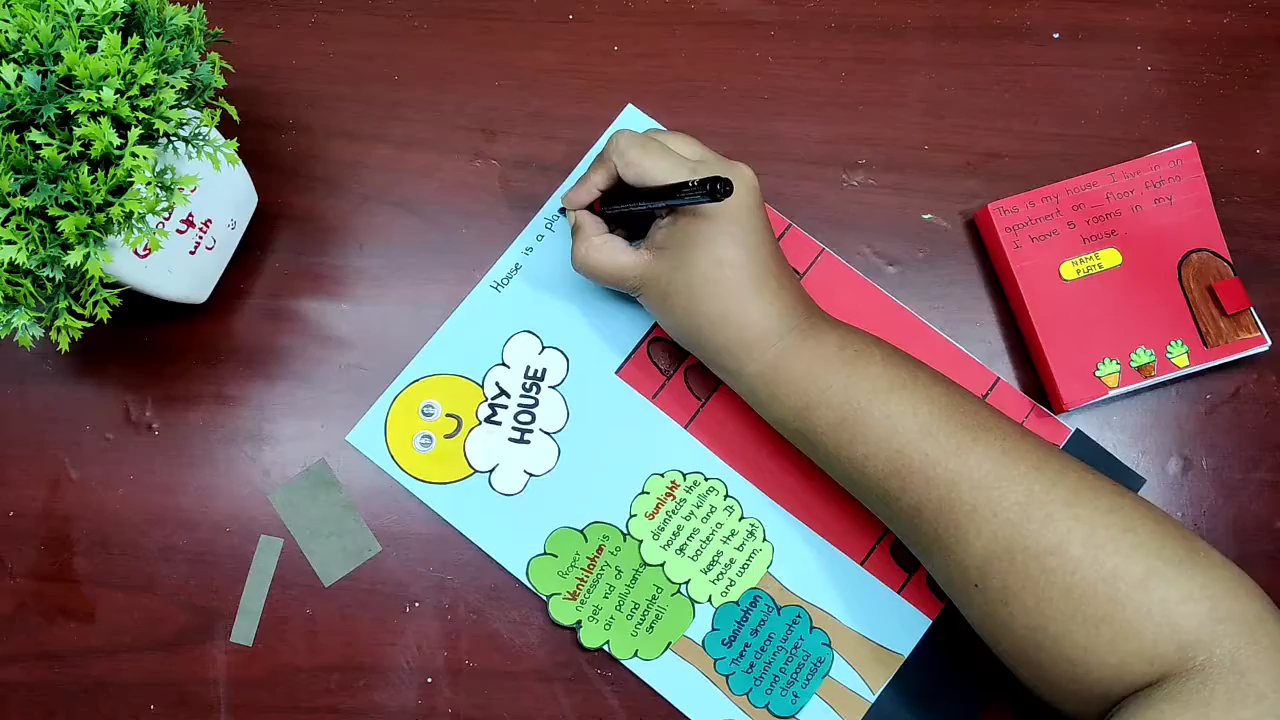 House is a pla
MY
HOUSE
Sunlight
disinfects the
house by killing
germs and
bacteria. It
keeps the
house bright
and warm.
Proper
Ventilation is
necessary to
get rid of
air pollutants
and
unwanted
smell.
Sanitation
There should
be clean
drinking water
and proper
disposal
of waste.
This is my house I live in an
apartment on _ floor, flat no
I have 5 rooms in my
house.
NAME
PLATE
Good
up
with